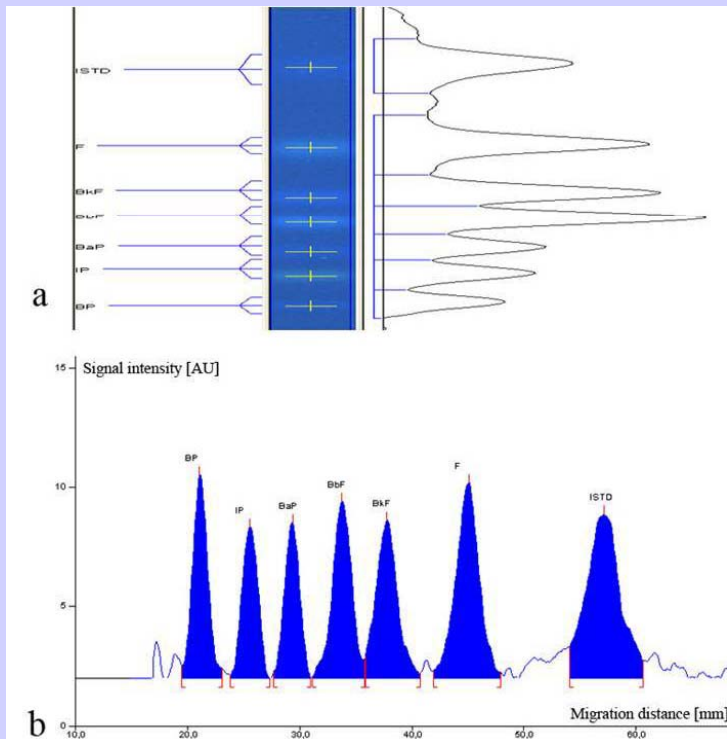 ISTD
F
BkF
BbF
BaP
IP
BP
a
15
Signal intensity [AU]
10
5
0
BP
IP
BaP
BbF
BkF
F
ISTD
b
Migration distance [mm]
10,0
20,0
30,0
40,0
50,0
60,0